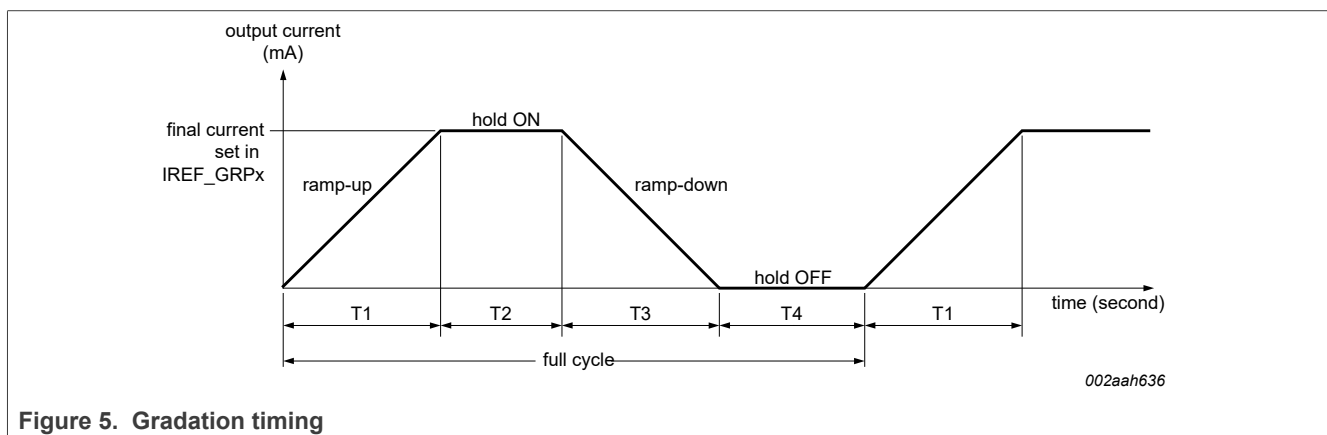 output current
(mA)
final current
set in
IREF_GRPx
hold ON
ramp-up
ramp-down
hold OFF
time (second)
T1
T2
T3
T4
T1
full cycle
002aah636
Figure 5. Gradation timing